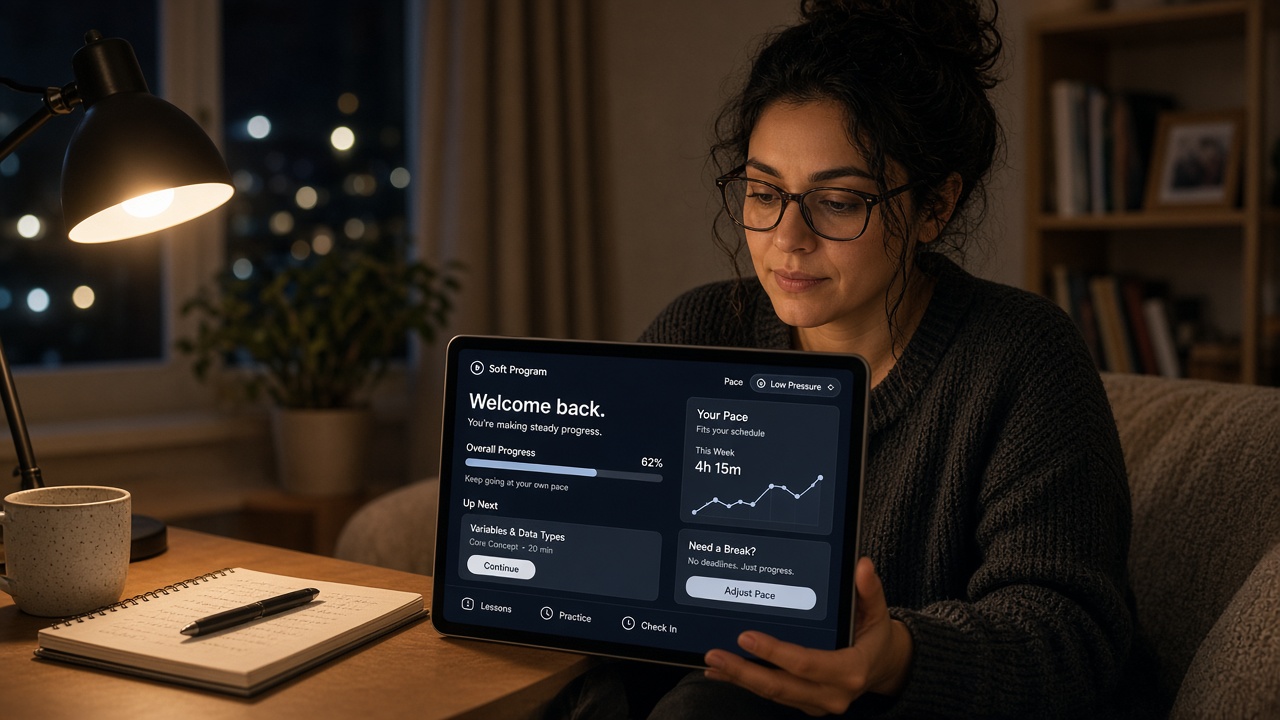 Soft Program
Pace
Low Pressure
Welcome back.
You're making steady progress.
Overall Progress
62%
Keep going at your own pace
Up Next
Variables & Data Types
Core Concept • 20 min
Continue
Your Pace
Fits your schedule
This Week
4h 15m
Need a Break?
No deadlines. Just progress.
Adjust Pace
Lessons
Practice
Check In